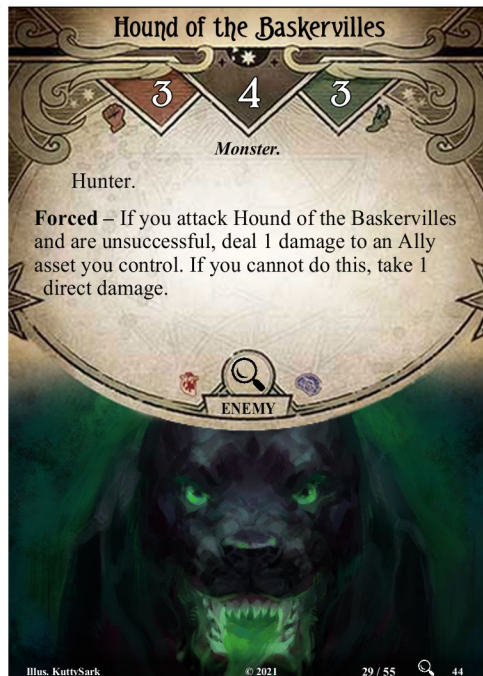 Hound of the Baskervilles
3 4 3
Monster.
Hunter.
Forced – If you attack Hound of the Baskervilles
and are unsuccessful, deal 1 damage to an Ally
asset you control. If you cannot do this, take 1
direct damage.
ENEMY
Illus. KuttySark © 2021 29 / 55 44